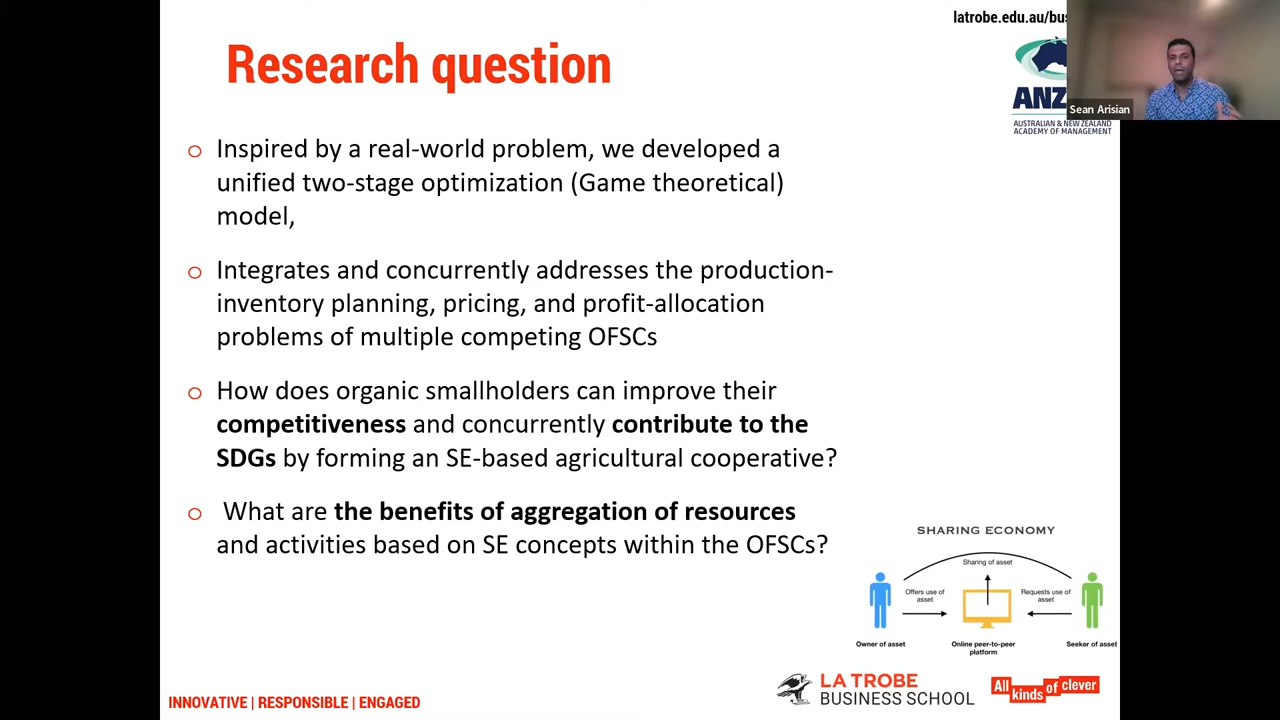 latrobe.edu.au/bus
Research question
ANZ
AUSTRALIAN & NEW ZEALAND
ACADEMY OF MANAGEMENT
Sean Arisian
o Inspired by a real-world problem, we developed a
unified two-stage optimization (Game theoretical)
model,
o Integrates and concurrently addresses the production-
inventory planning, pricing, and profit-allocation
problems of multiple competing OFSCs
o How does organic smallholders can improve their
competitiveness and concurrently contribute to the
SDGs by forming an SE-based agricultural cooperative?
o What are the benefits of aggregation of resources
and activities based on SE concepts within the OFSCs?
SHARING ECONOMY
Sharing of asset
Offers use of
asset
Requests use of
asset
Owner of asset
Online peer-to-peer
platform
Seeker of asset
INNOVATIVE | RESPONSIBLE | ENGAGED
LA TROBE
BUSINESS SCHOOL
All kinds of clever